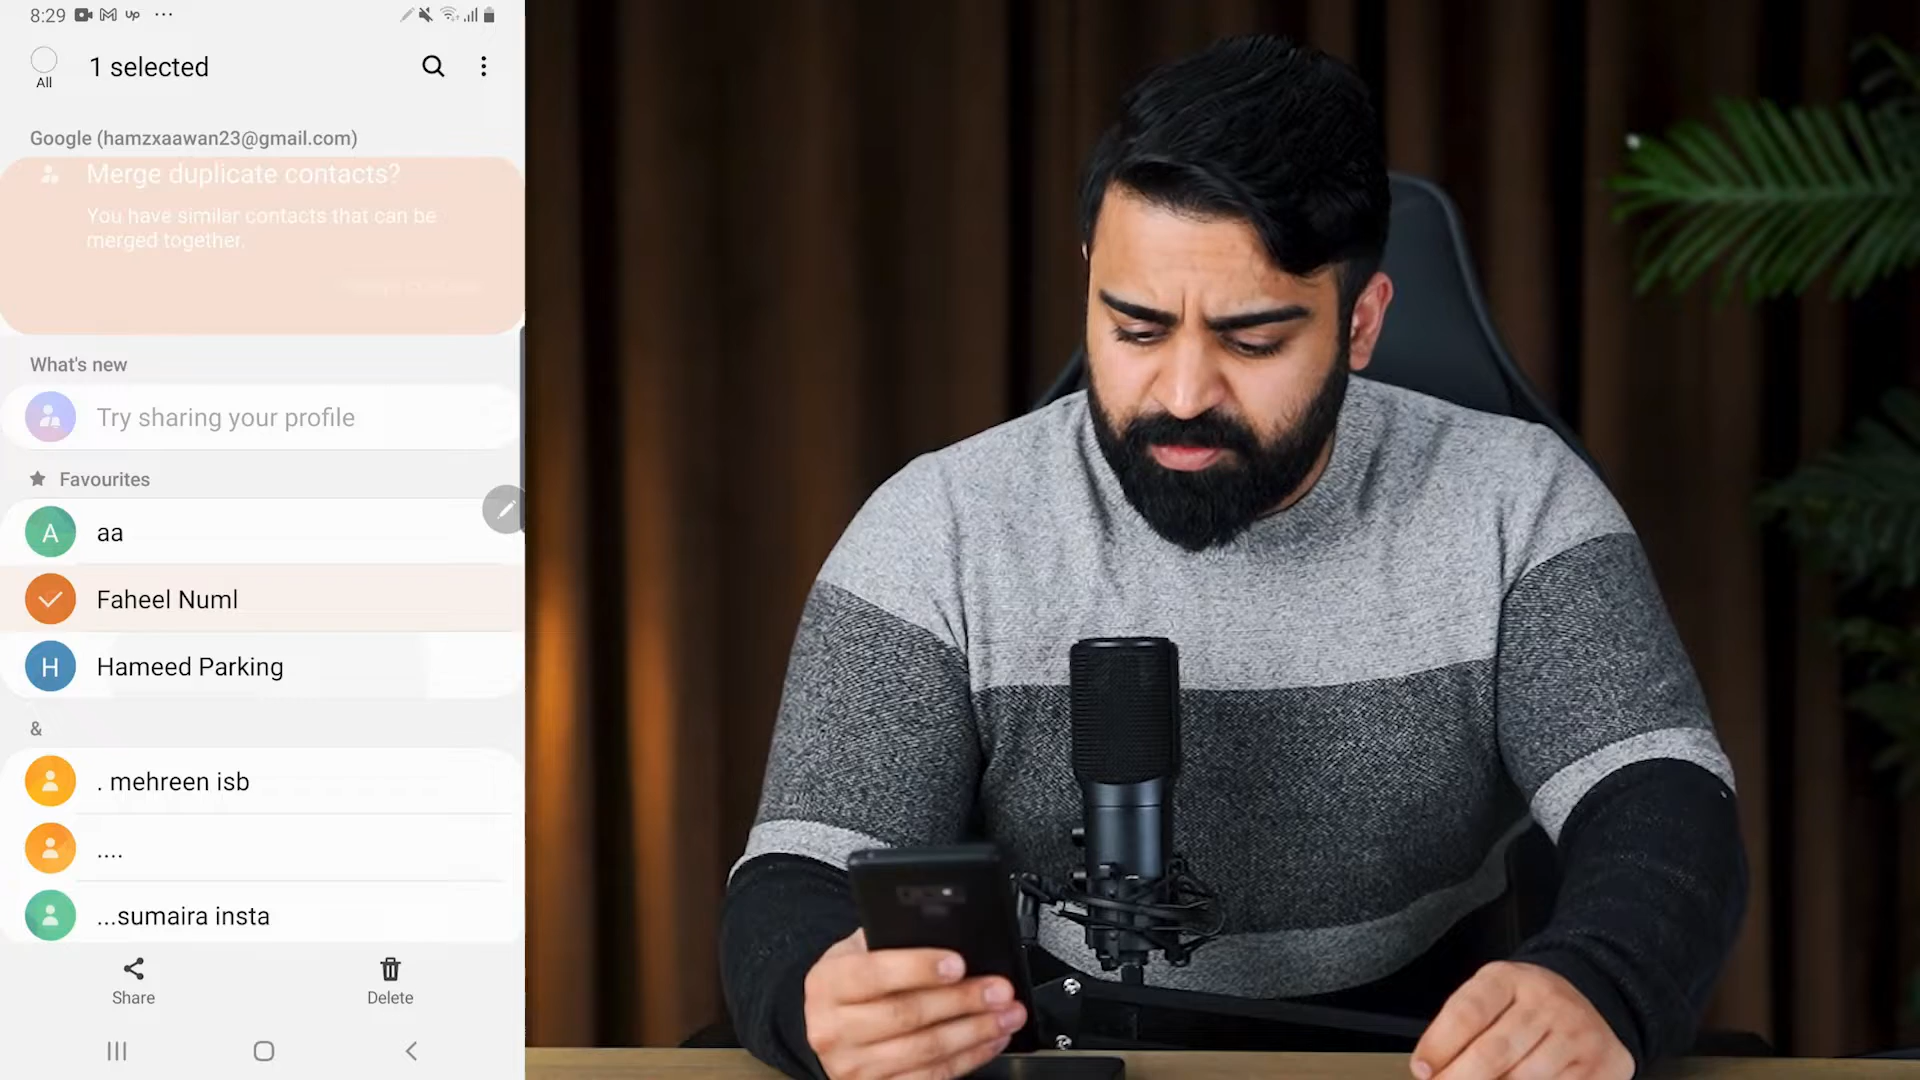 8:29
1 selected
All
Google (hamzxaawan23@gmail.com)
Merge duplicate contacts?
You have similar contacts that can be
merged together.
What's new
Try sharing your profile
Favourites
A aa
Faheel Numl
H Hameed Parking
&
. mehreen isb
....
...sumaira insta
Share Delete